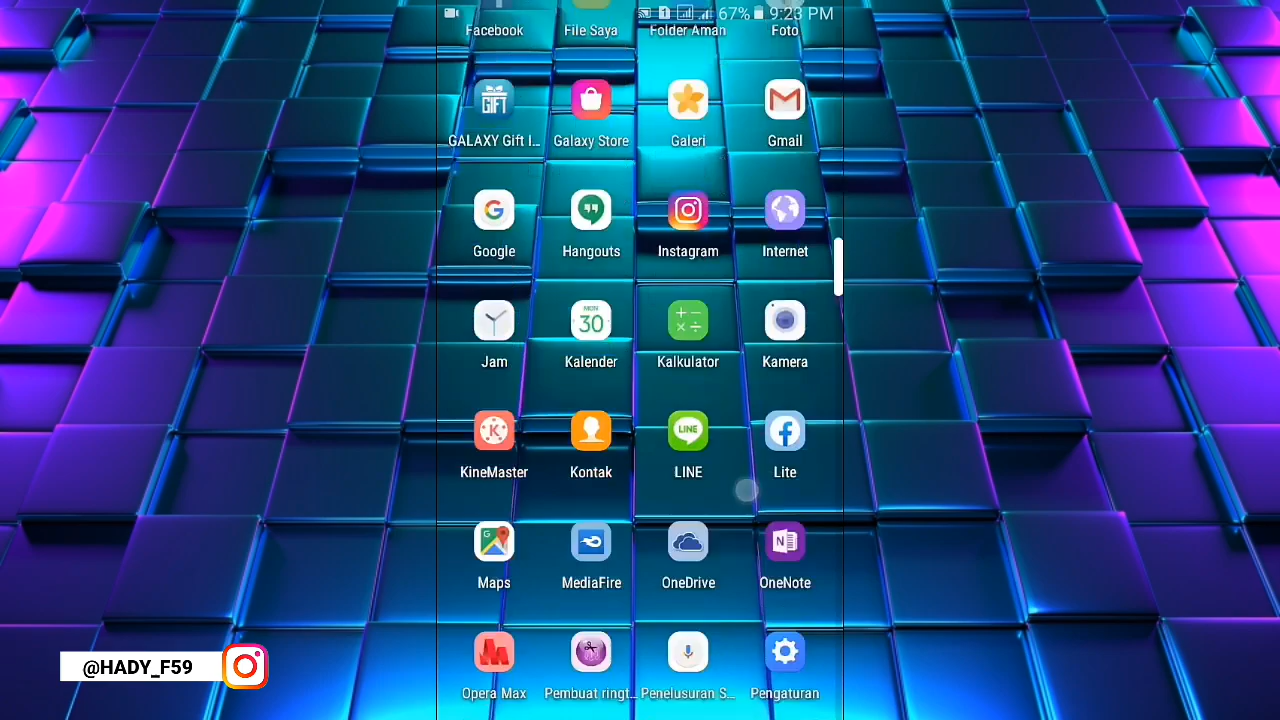 67% 9:23 PM
Facebook File Saya Folder Aman Foto
GIFT
GALAXY Gift I... Galaxy Store Galeri Gmail
G
Google Hangouts Instagram Internet
MON
30
Jam Kalender Kalkulator Kamera
K LINE
KineMaster Kontak LINE Lite
G N
Maps MediaFire OneDrive OneNote
Opera Max Pembuat ringt... Penelusuran S... Pengaturan
@HADY_F59